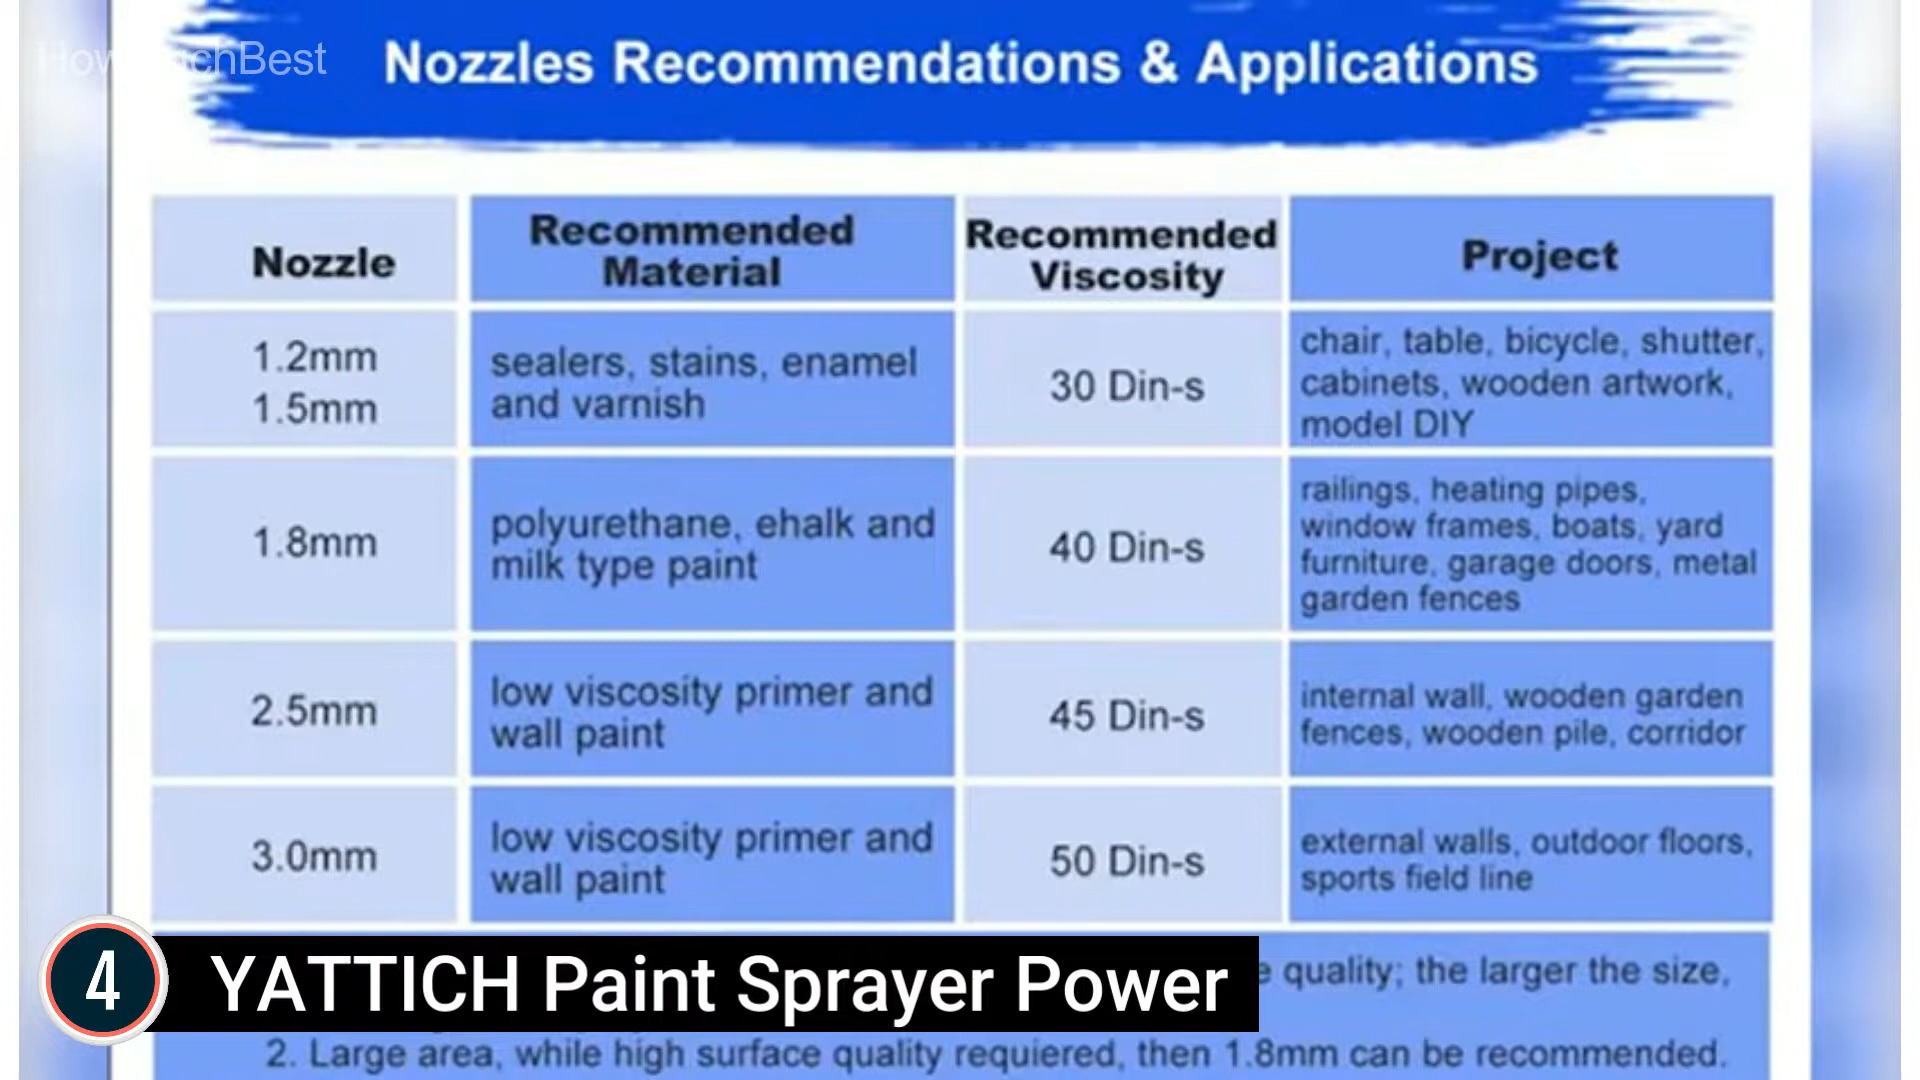 Nozzles Recommendations & Applications
Nozzle
Recommended
Material
Recommended
Viscosity
Project
1.2mm
1.5mm
sealers, stains, enamel
and varnish
30 Din-s
chair, table, bicycle, shutter,
cabinets, wooden artwork,
model DIY
1.8mm
polyurethane, ehalk and
milk type paint
40 Din-s
railings, heating pipes,
window frames, boats, yard
furniture, garage doors, metal
garden fences
2.5mm
low viscosity primer and
wall paint
45 Din-s
internal wall, wooden garden
fences, wooden pile, corridor
3.0mm
low viscosity primer and
wall paint
50 Din-s
external walls, outdoor floors,
sports field line
quality; the larger the size,
4 YATTICH Paint Sprayer Power
2. Large area, while high surface quality requiered, then 1.8mm can be recommended.